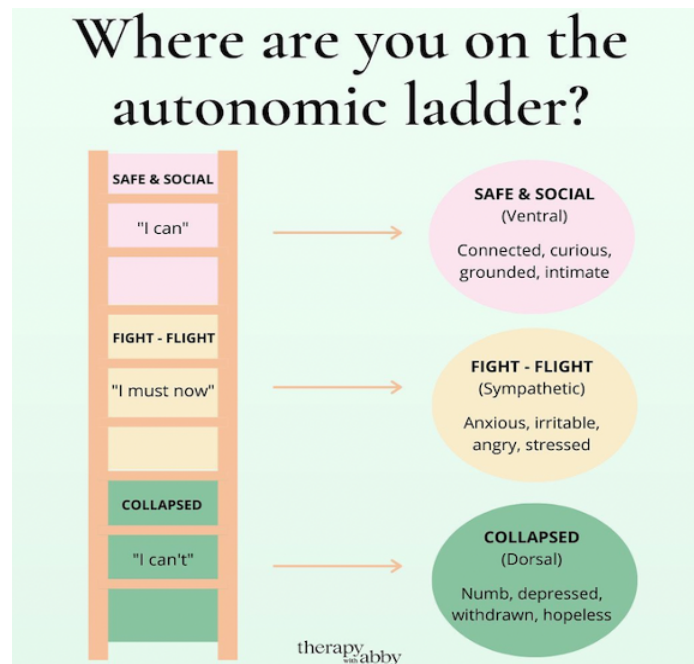 Where are you on the
autonomic ladder?
SAFE & SOCIAL
"I can"
FIGHT - FLIGHT
"I must now"
COLLAPSED
"I can't"
SAFE & SOCIAL
(Ventral)
Connected, curious,
grounded, intimate
FIGHT - FLIGHT
(Sympathetic)
Anxious, irritable,
angry, stressed
COLLAPSED
(Dorsal)
Numb, depressed,
withdrawn, hopeless
therapy with abby